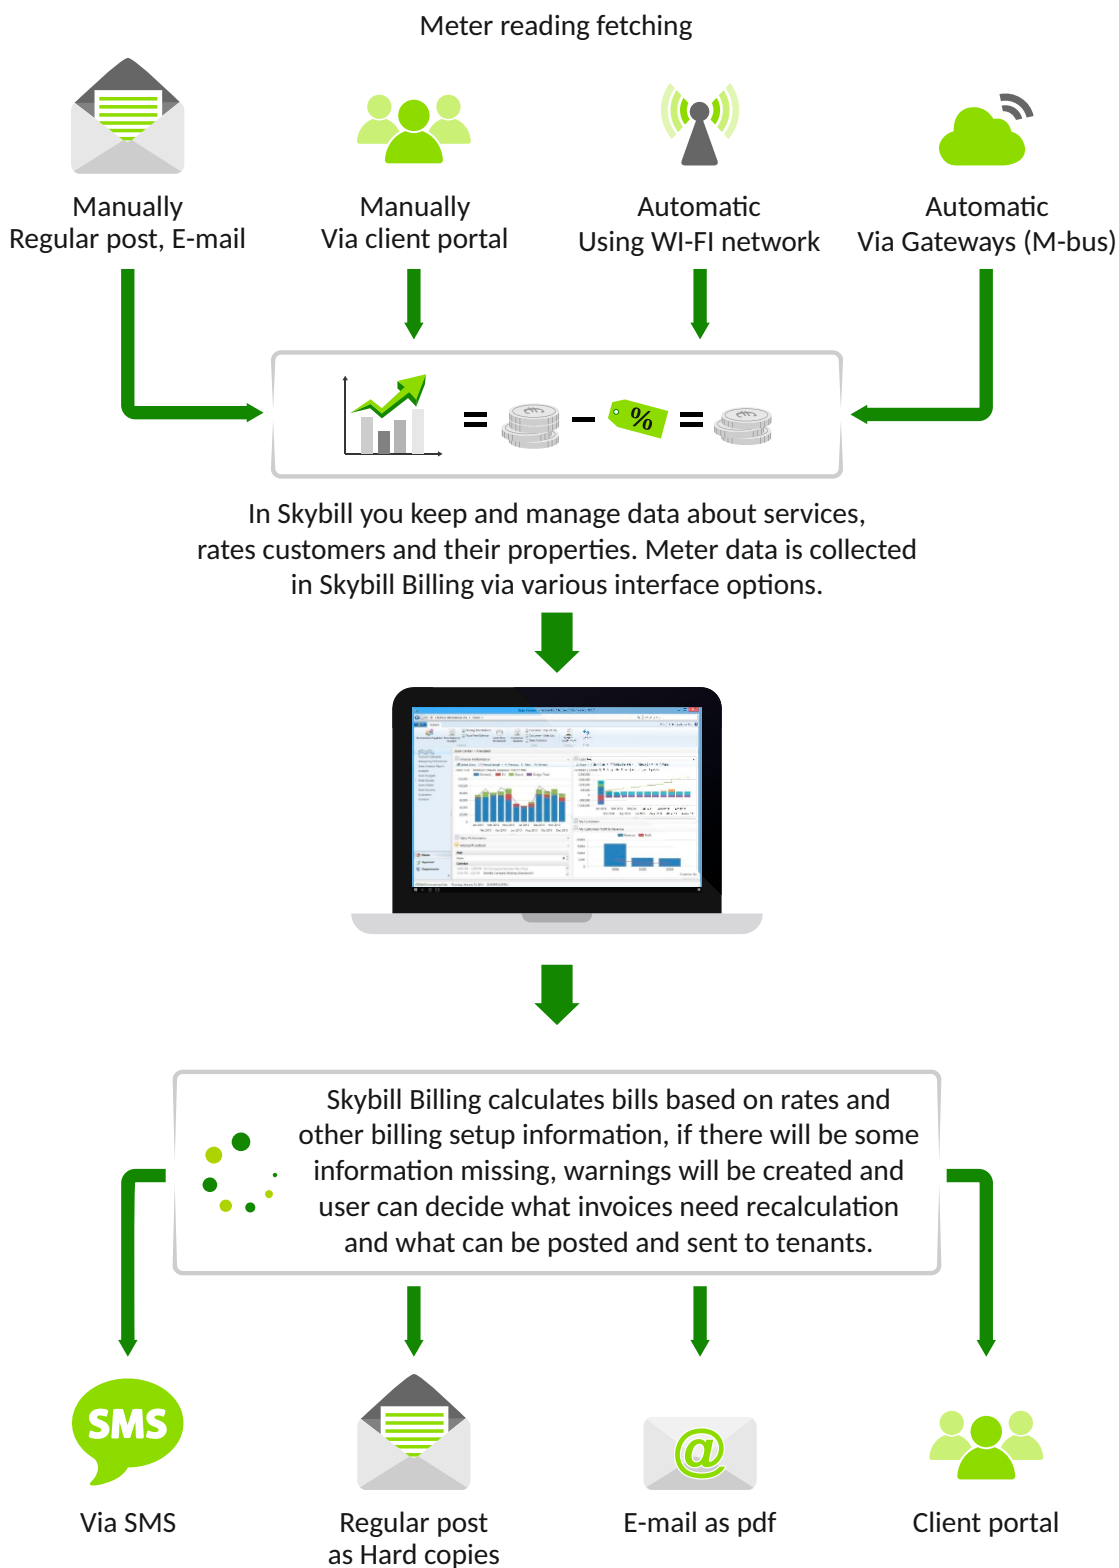 Meter reading fetching
Manually
Regular post, E-mail
Manually
Via client portal
Automatic
Using WI-FI network
Automatic
Via Gateways (M-bus)
= − % =
In Skybill you keep and manage data about services,
rates customers and their properties. Meter data is collected
in Skybill Billing via various interface options.
Skybill Billing calculates bills based on rates and
other billing setup information, if there will be some
information missing, warnings will be created and
user can decide what invoices need recalculation
and what can be posted and sent to tenants.
SMS
Via SMS
Regular post
as Hard copies
@
E-mail as pdf
Client portal